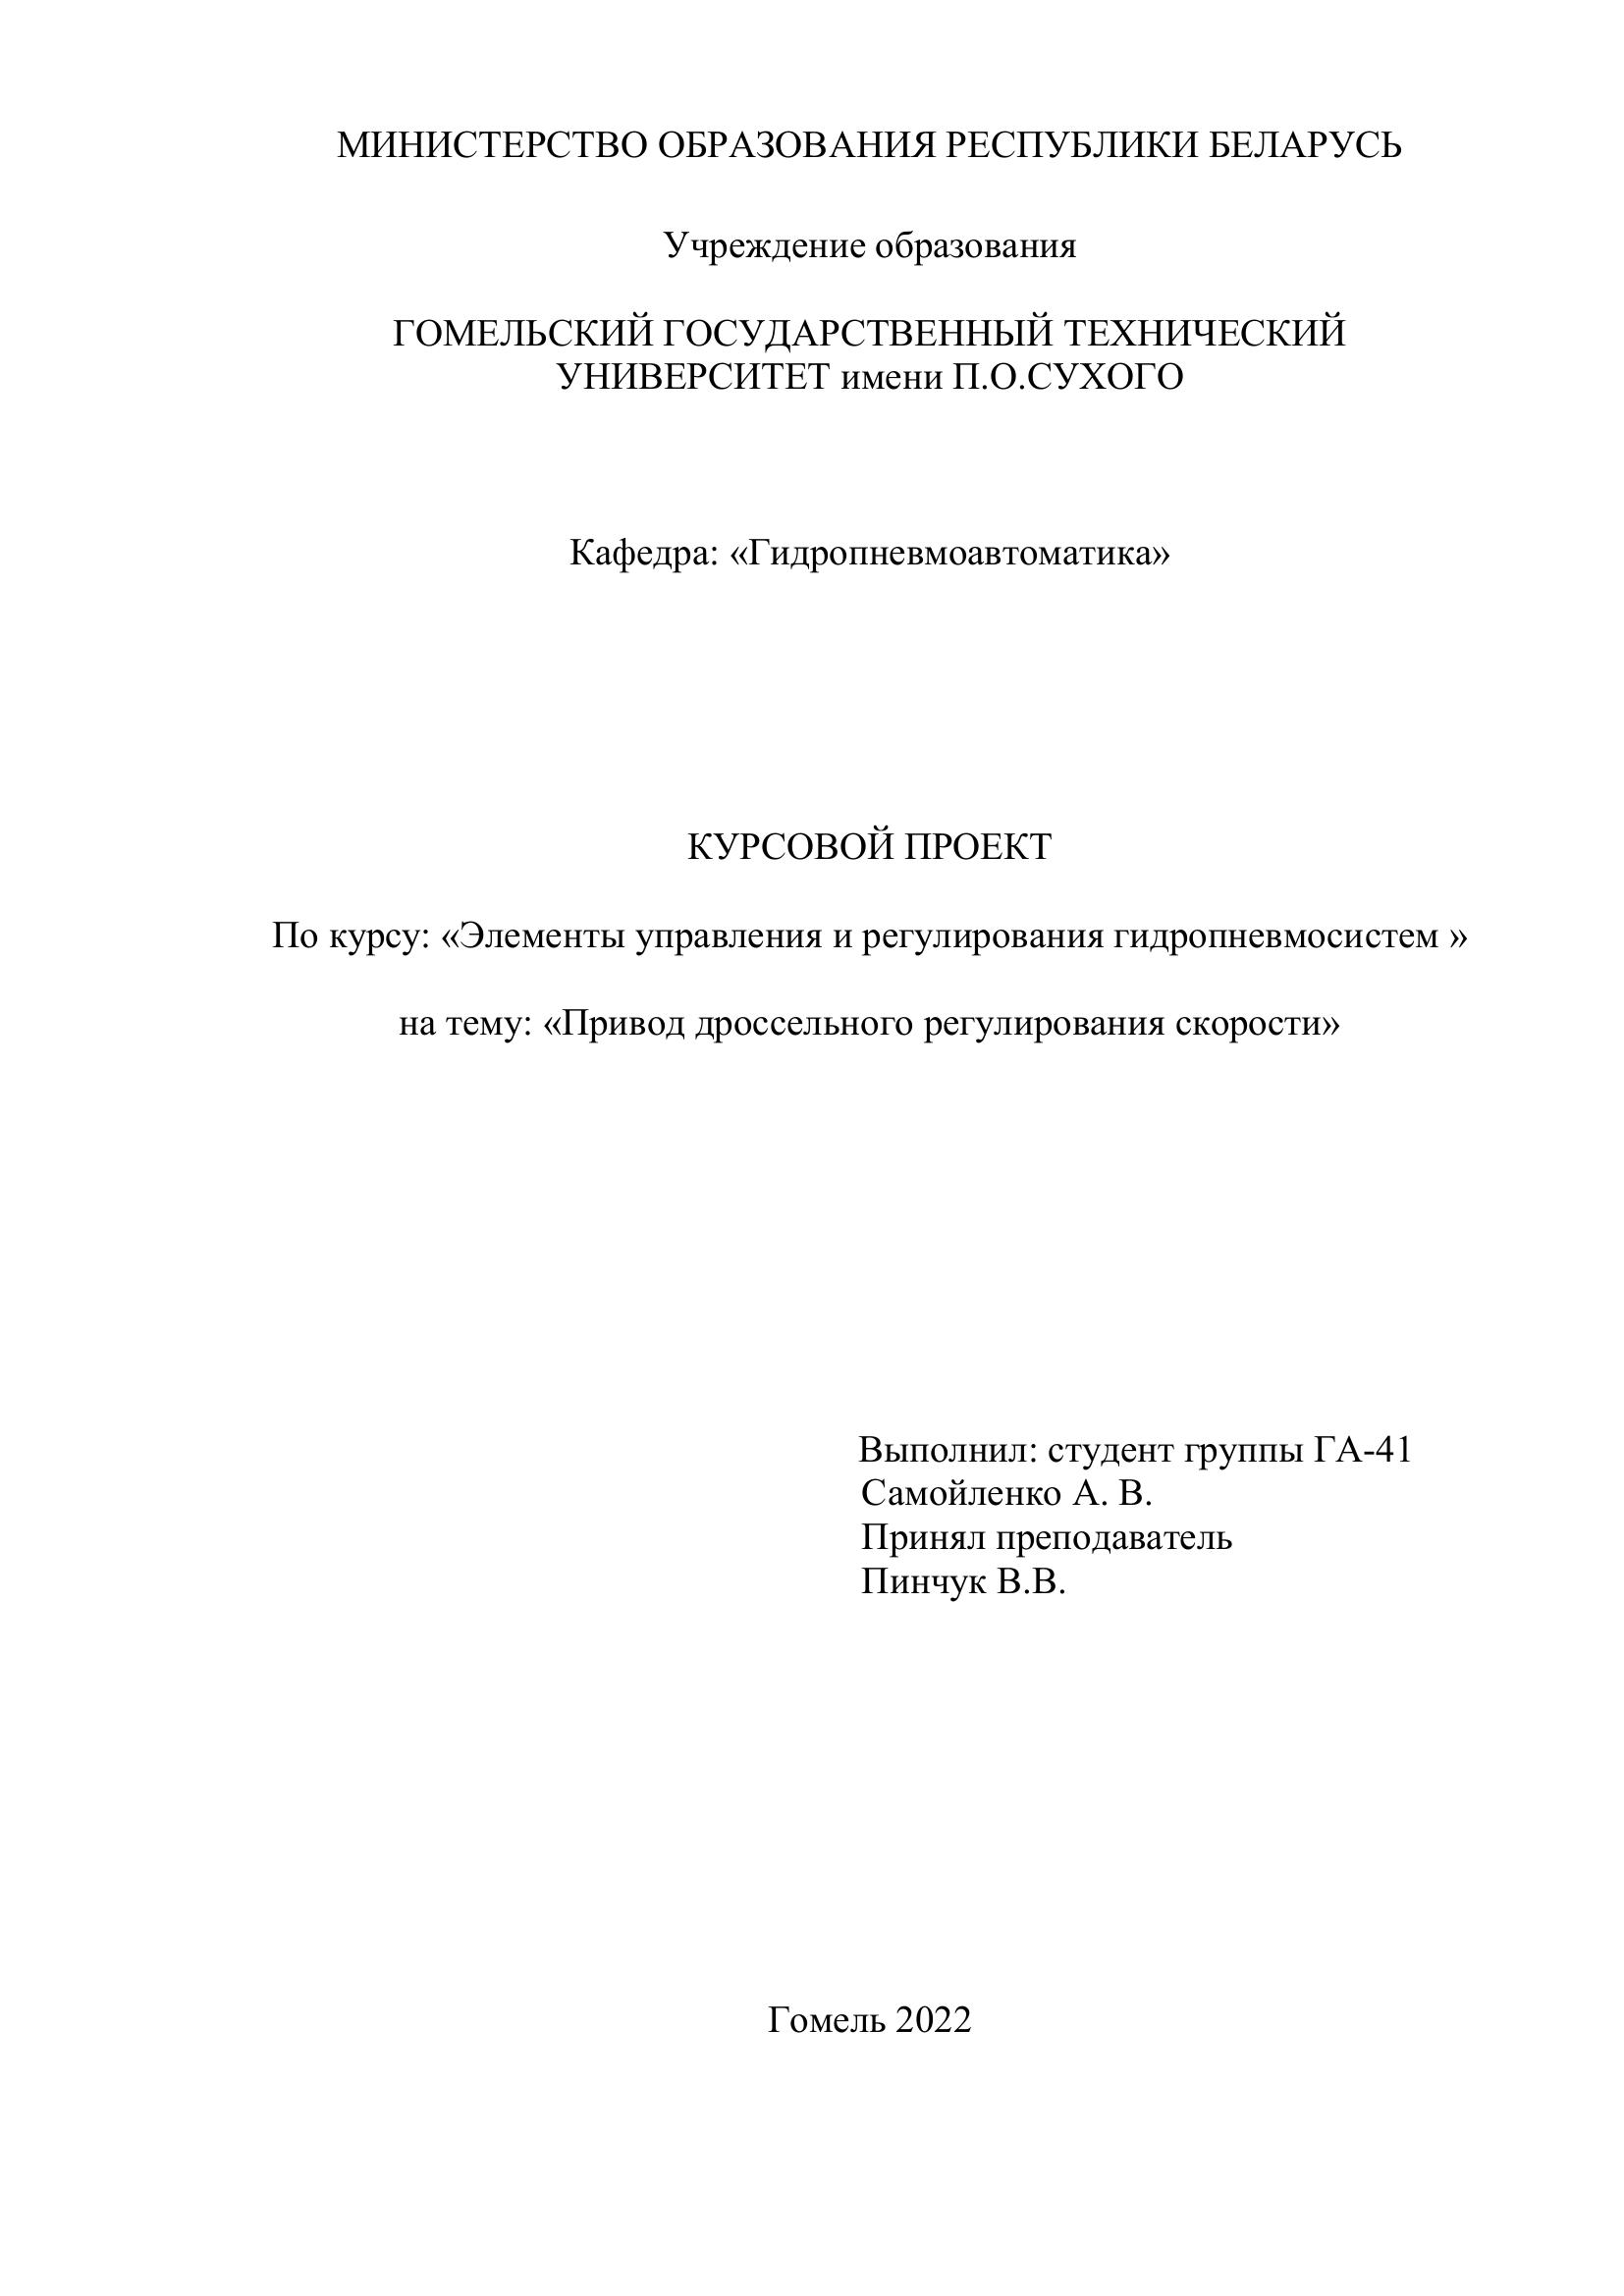 МИНИСТЕРСТВО ОБРАЗОВАНИЯ РЕСПУБЛИКИ БЕЛАРУСЬ
Учреждение образования
ГОМЕЛЬСКИЙ ГОСУДАРСТВЕННЫЙ ТЕХНИЧЕСКИЙ
УНИВЕРСИТЕТ имени П.О.СУХОГО
Кафедра: «Гидропневмоавтоматика»
КУРСОВОЙ ПРОЕКТ
По курсу: «Элементы управления и регулирования гидропневмосистем »
на тему: «Привод дроссельного регулирования скорости»
Выполнил: студент группы ГА-41
Самойленко А. В.
Принял преподаватель
Пинчук В.В.
Гомель 2022